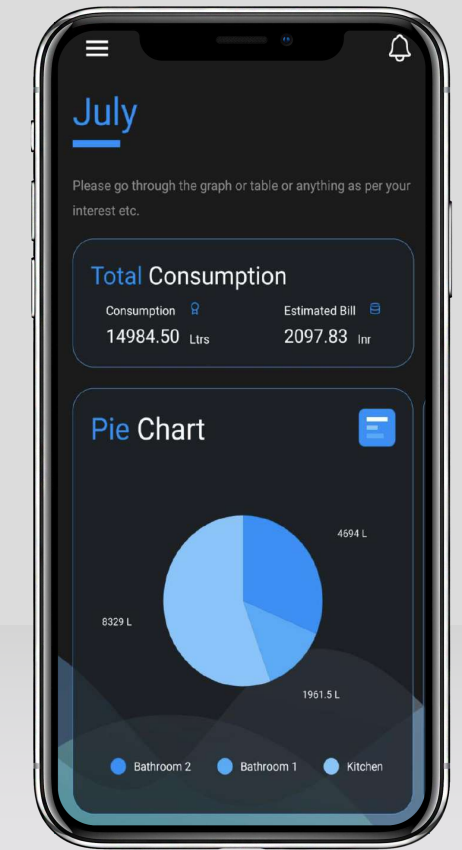 July
Please go through the graph or table or anything as per your
interest etc.
Total Consumption
Consumption Estimated Bill
14984.50 Ltrs 2097.83 Inr
Pie Chart
4694 L
8329 L
1961.5 L
Bathroom 2 Bathroom 1 Kitchen